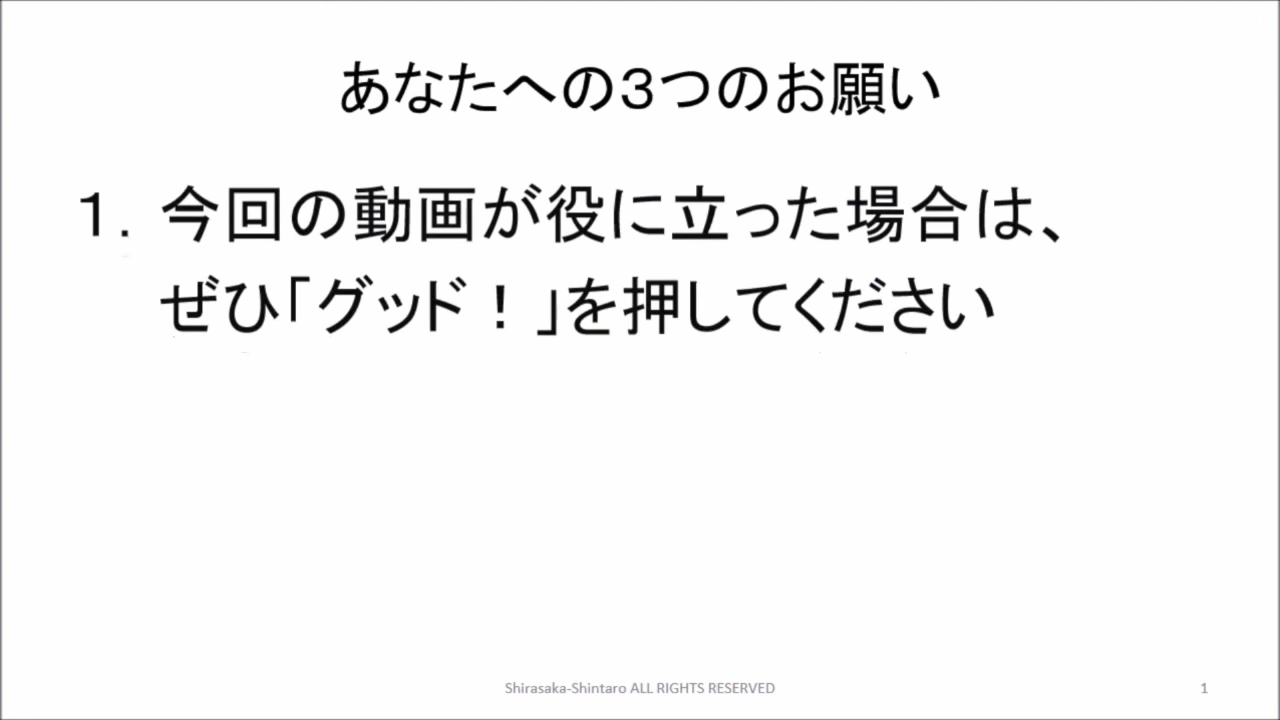 あなたへの３つのお願い
１. 今回の動画が役に立った場合は、
ぜひ「グッド！」を押してください
Shirasaka-Shintaro ALL RIGHTS RESERVED
1